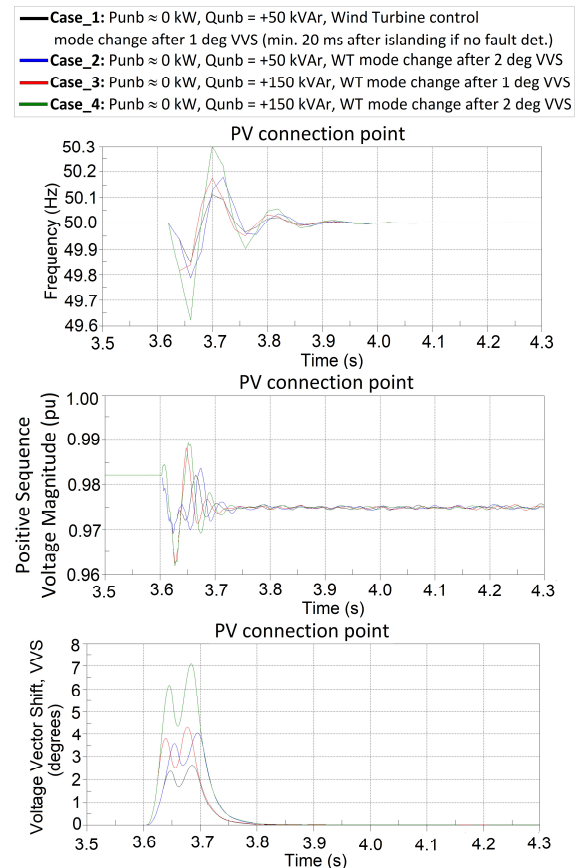 Case_1: Punb ≈ 0 kW, Qunb = +50 kVAr, Wind Turbine control
mode change after 1 deg VVS (min. 20 ms after islanding if no fault det.)
Case_2: Punb ≈ 0 kW, Qunb = +50 kVAr, WT mode change after 2 deg VVS
Case_3: Punb ≈ 0 kW, Qunb = +150 kVAr, WT mode change after 1 deg VVS
Case_4: Punb ≈ 0 kW, Qunb = +150 kVAr, WT mode change after 2 deg VVS
PV connection point
Frequency (Hz)
50.3
50.2
50.1
50.0
49.9
49.8
49.7
49.6
3.5 3.6 3.7 3.8 3.9 4.0 4.1 4.2 4.3
Time (s)
PV connection point
Positive Sequence
Voltage Magnitude (pu)
1.00
0.99
0.98
0.97
0.96
3.5 3.6 3.7 3.8 3.9 4.0 4.1 4.2 4.3
Time (s)
PV connection point
Voltage Vector Shift, VVS
(degrees)
8
7
6
5
4
3
2
1
0
3.5 3.6 3.7 3.8 3.9 4.0 4.1 4.2 4.3
Time (s)